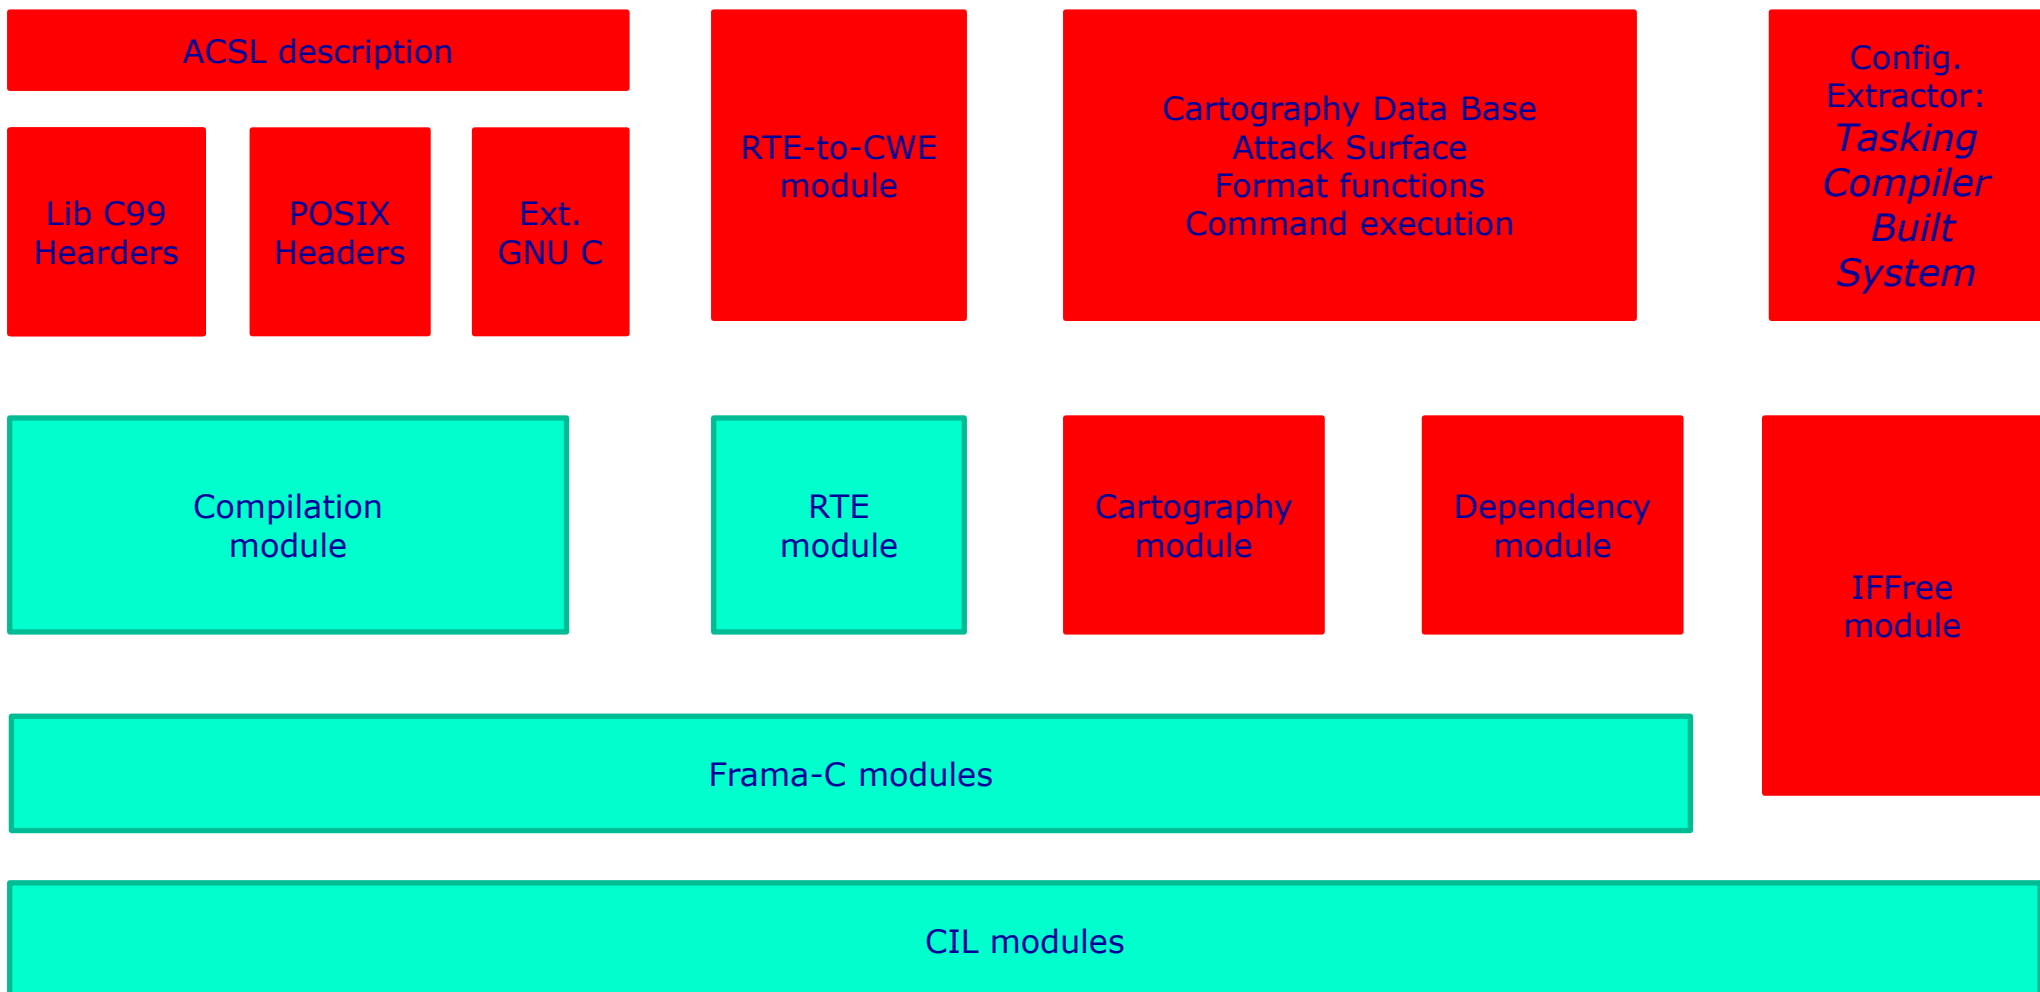 ACSL description
Lib C99
Hearders
POSIX
Headers
Ext.
GNU C
RTE-to-CWE
module
Cartography Data Base
Attack Surface
Format functions
Command execution
Config.
Extractor:
Tasking
Compiler
Built
System
Compilation
module
RTE
module
Cartography
module
Dependency
module
IFFree
module
Frama-C modules
CIL modules